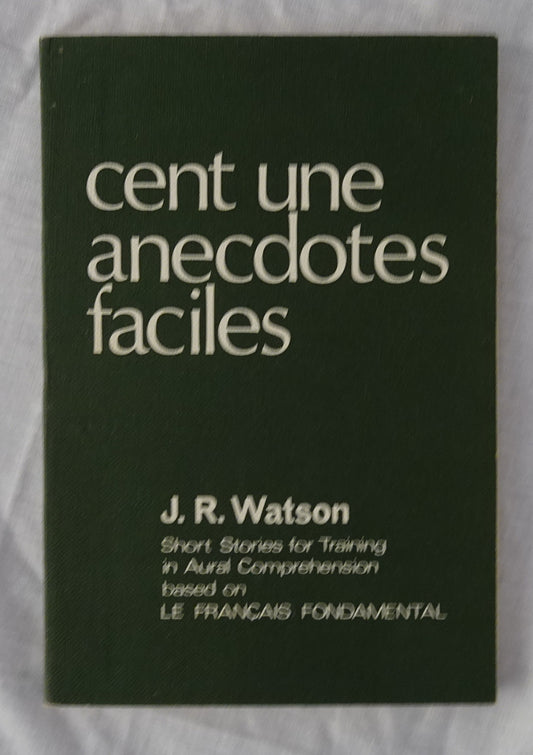 cent une
anecdotes
faciles
J. R. Watson
Short Stories for Training
in Aural Comprehension
based on
LE FRANÇAIS FONDAMENTAL